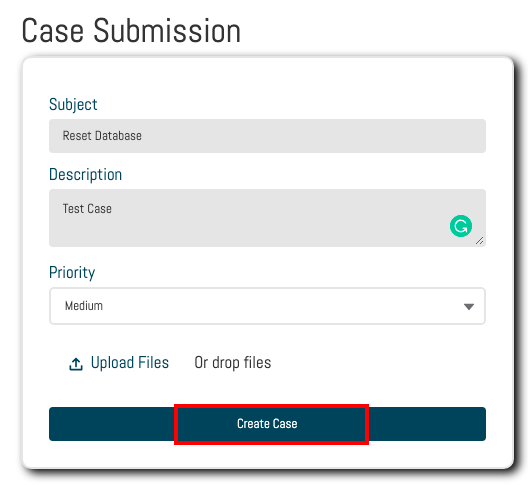 Case Submission
Subject
Reset Database
Description
Test Case
Priority
Medium
Upload Files Or drop files
Create Case